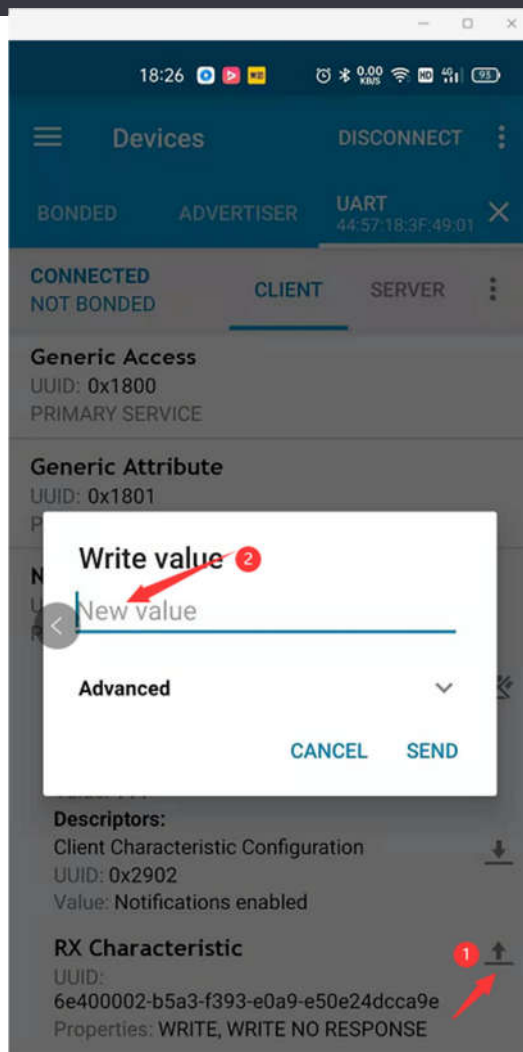 18:26
0.00
KB/S
HD
4G
93
Devices
DISCONNECT
BONDED
ADVERTISER
UART
44:57:18:3F:49:01
CONNECTED
NOT BONDED
CLIENT
SERVER
Generic Access
UUID: 0x1800
PRIMARY SERVICE
Generic Attribute
UUID: 0x1801
P
N
U
Write value
2
New value
Advanced
CANCEL
SEND
Descriptors:
Client Characteristic Configuration
UUID: 0x2902
Value: Notifications enabled
RX Characteristic
1
UUID:
6e400002-b5a3-f393-e0a9-e50e24dcca9e
Properties: WRITE, WRITE NO RESPONSE